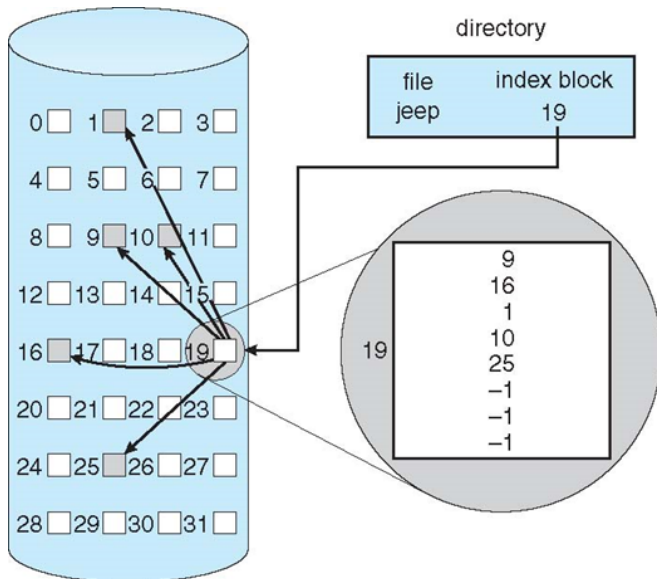 directory
file index block
jeep 19
0 1 2 3
4 5 6 7
8 9 10 11
12 13 14 15
16 17 18 19
20 21 22 23
24 25 26 27
28 29 30 31
19
9
16
1
10
25
–1
–1
–1